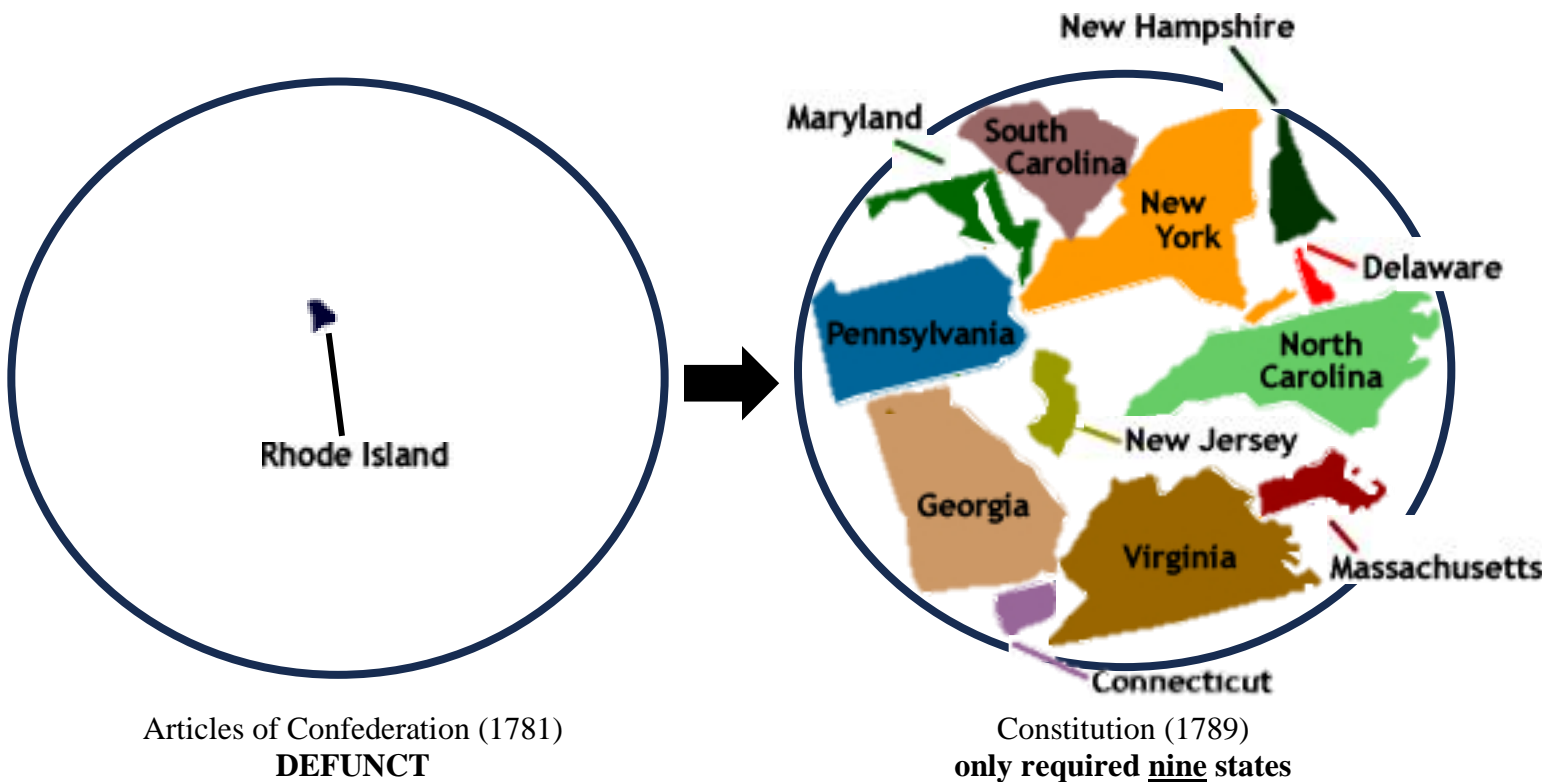 Rhode Island
Articles of Confederation (1781)
DEFUNCT
New Hampshire
Maryland
South
Carolina
New
York
Delaware
Pennsylvania
North
Carolina
New Jersey
Georgia
Virginia
Massachusetts
Connecticut
Constitution (1789)
only required nine states